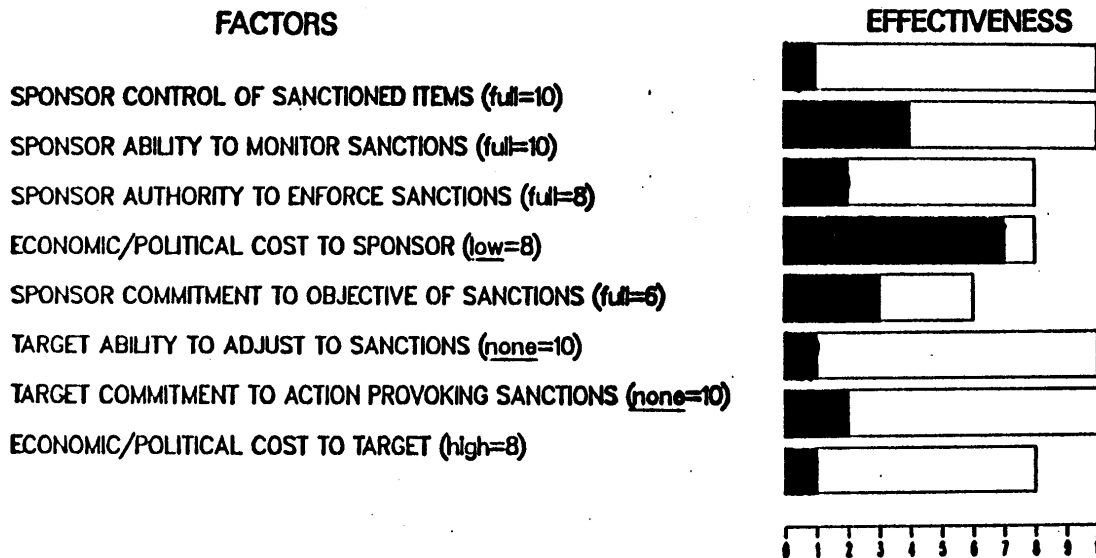 FACTORS
EFFECTIVENESS
SPONSOR CONTROL OF SANCTIONED ITEMS (full=10)
SPONSOR ABILITY TO MONITOR SANCTIONS (full=10)
SPONSOR AUTHORITY TO ENFORCE SANCTIONS (full=8)
ECONOMIC/POLITICAL COST TO SPONSOR (low=8)
SPONSOR COMMITMENT TO OBJECTIVE OF SANCTIONS (full=6)
TARGET ABILITY TO ADJUST TO SANCTIONS (none=10)
TARGET COMMITMENT TO ACTION PROVOKING SANCTIONS (none=10)
ECONOMIC/POLITICAL COST TO TARGET (high=8)
0 1 2 3 4 5 6 7 8 9